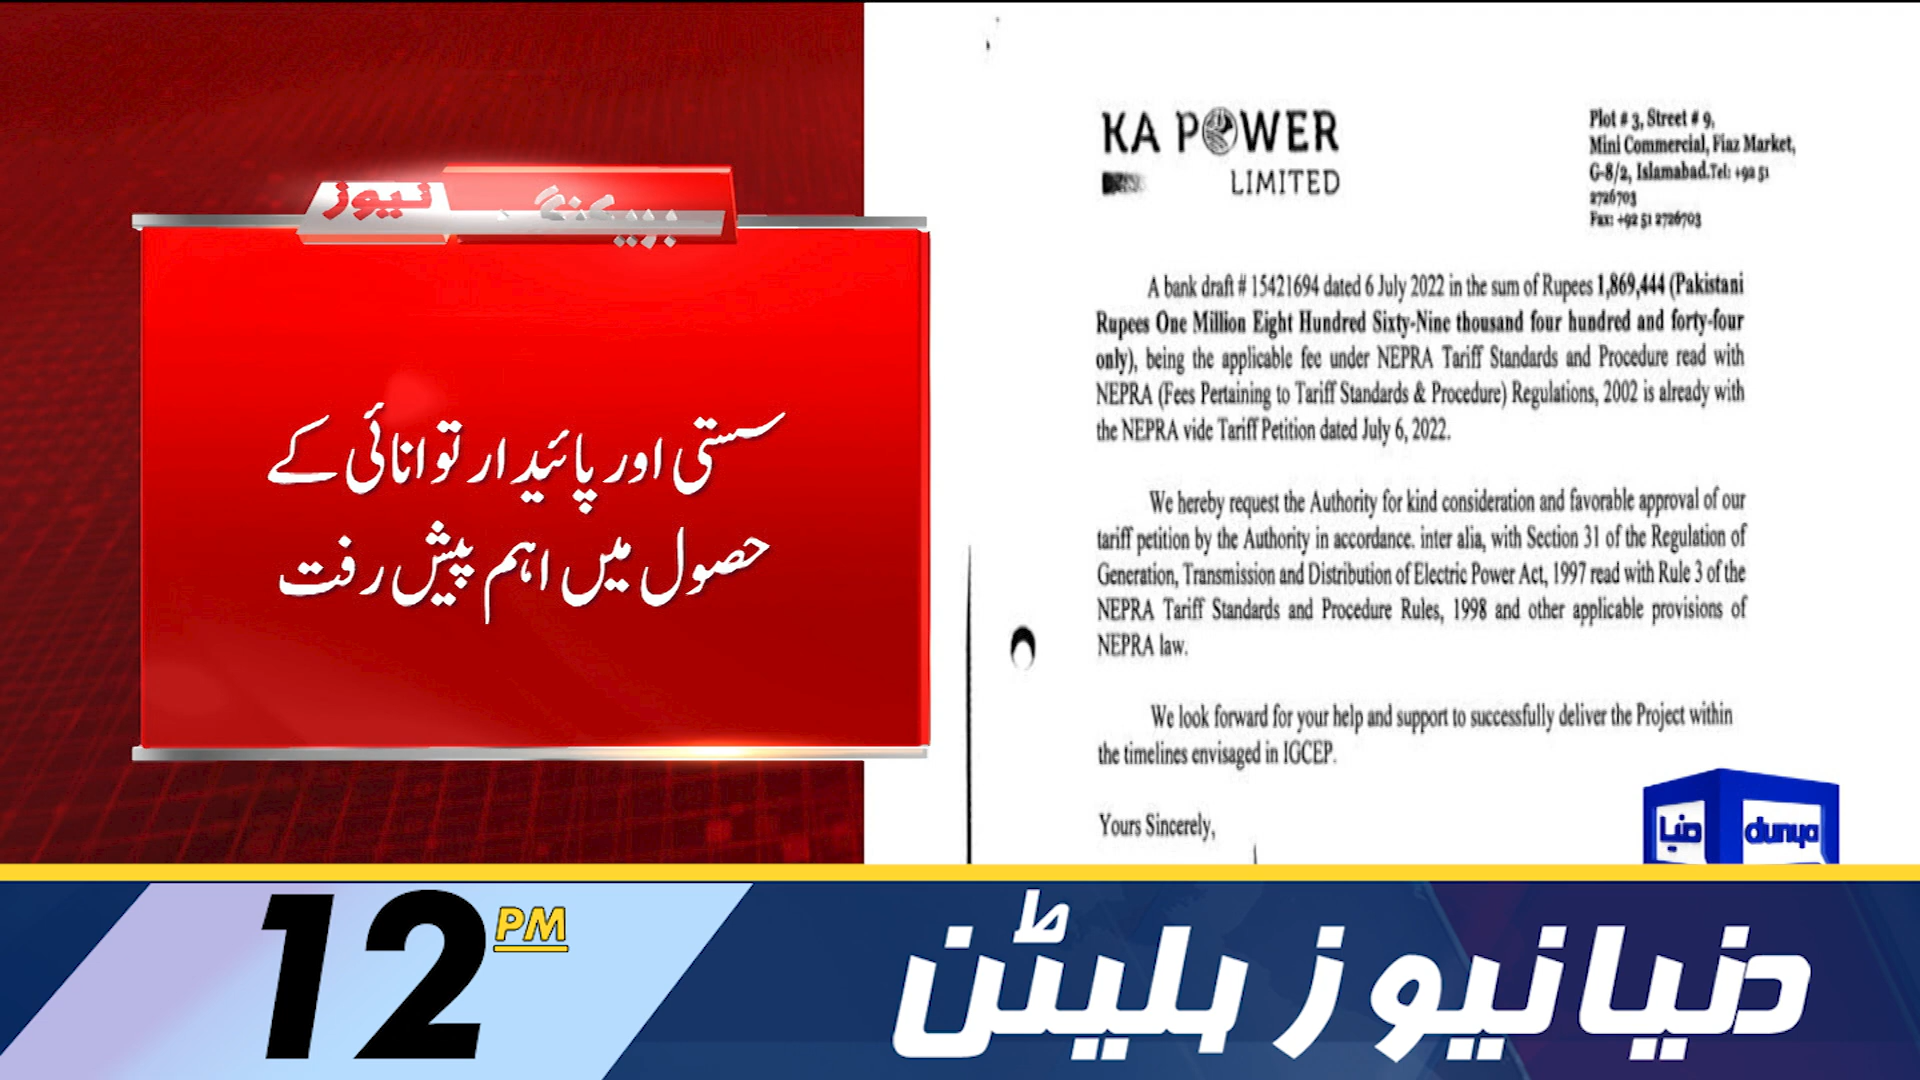 بریکنگ نیوز
سستی اور پائیدار توانائی کے
حصول میں اہم پیش رفت
KA POWER
LIMITED
Plot # 3, Street # 9,
Mini Commercial, Fiaz Market,
G-8/2, Islamabad.Tel: +92 51
2726703
Fax: +92 51 2726703
A bank draft # 15421694 dated 6 July 2022 in the sum of Rupees 1,869,444 (Pakistani
Rupees One Million Eight Hundred Sixty-Nine thousand four hundred and forty-four
only), being the applicable fee under NEPRA Tariff Standards and Procedure read with
NEPRA (Fees Pertaining to Tariff Standards & Procedure) Regulations, 2002 is already with
the NEPRA vide Tariff Petition dated July 6, 2022.
We hereby request the Authority for kind consideration and favorable approval of our
tariff petition by the Authority in accordance. inter alia, with Section 31 of the Regulation of
Generation, Transmission and Distribution of Electric Power Act, 1997 read with Rule 3 of the
NEPRA Tariff Standards and Procedure Rules, 1998 and other applicable provisions of
NEPRA law.
We look forward for your help and support to successfully deliver the Project within
the timelines envisaged in IGCEP.
Yours Sincerely,
دنیا dunya
12 PM
دنیا نیوز بلیٹن